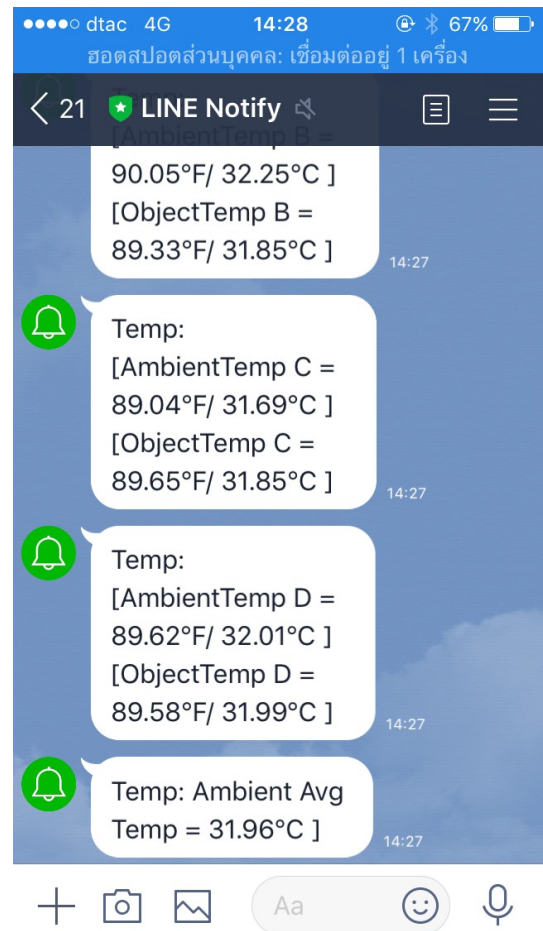 dtac 4G 14:28 67%
ฮอตสปอตส่วนบุคคล: เชื่อมต่ออยู่ 1 เครื่อง
21 LINE Notify
Temp:
[AmbientTemp B =
90.05°F/ 32.25°C ]
[ObjectTemp B =
89.33°F/ 31.85°C ]
14:27
Temp:
[AmbientTemp C =
89.04°F/ 31.69°C ]
[ObjectTemp C =
89.65°F/ 31.85°C ]
14:27
Temp:
[AmbientTemp D =
89.62°F/ 32.01°C ]
[ObjectTemp D =
89.58°F/ 31.99°C ]
14:27
Temp: Ambient Avg
Temp = 31.96°C ]
14:27
Aa